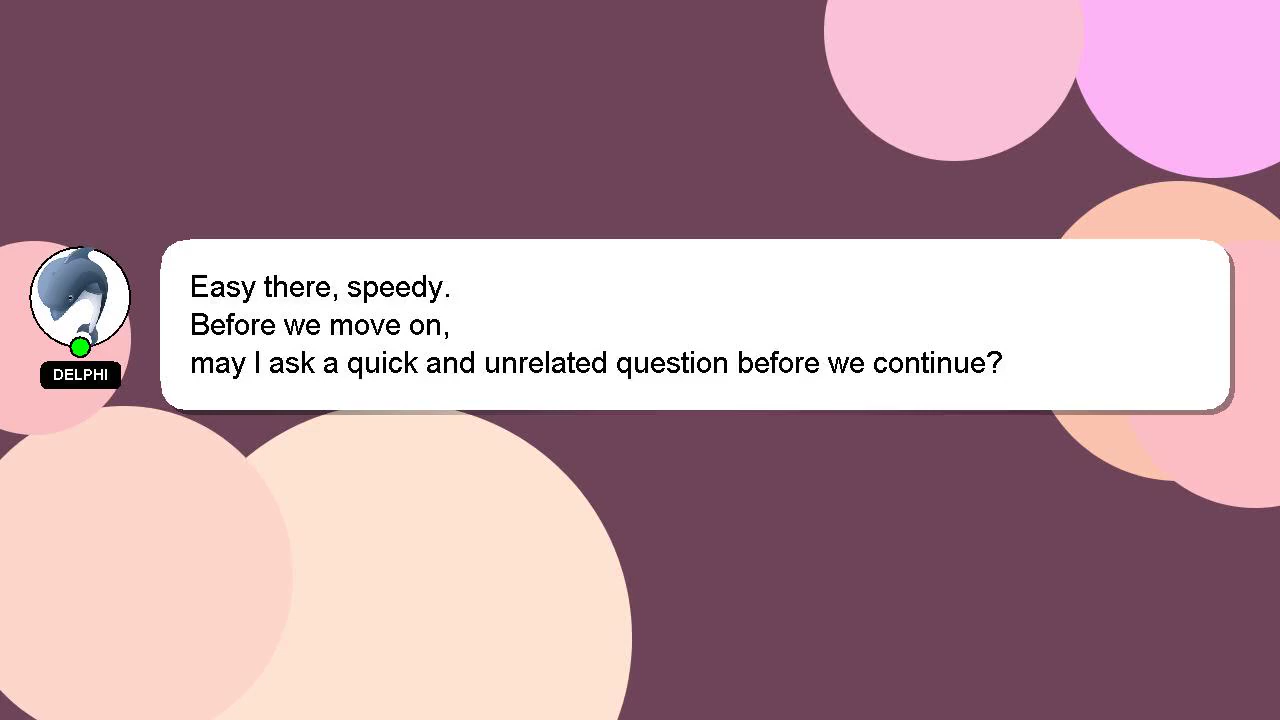 Easy there, speedy.
Before we move on,
may I ask a quick and unrelated question before we continue?
DELPHI